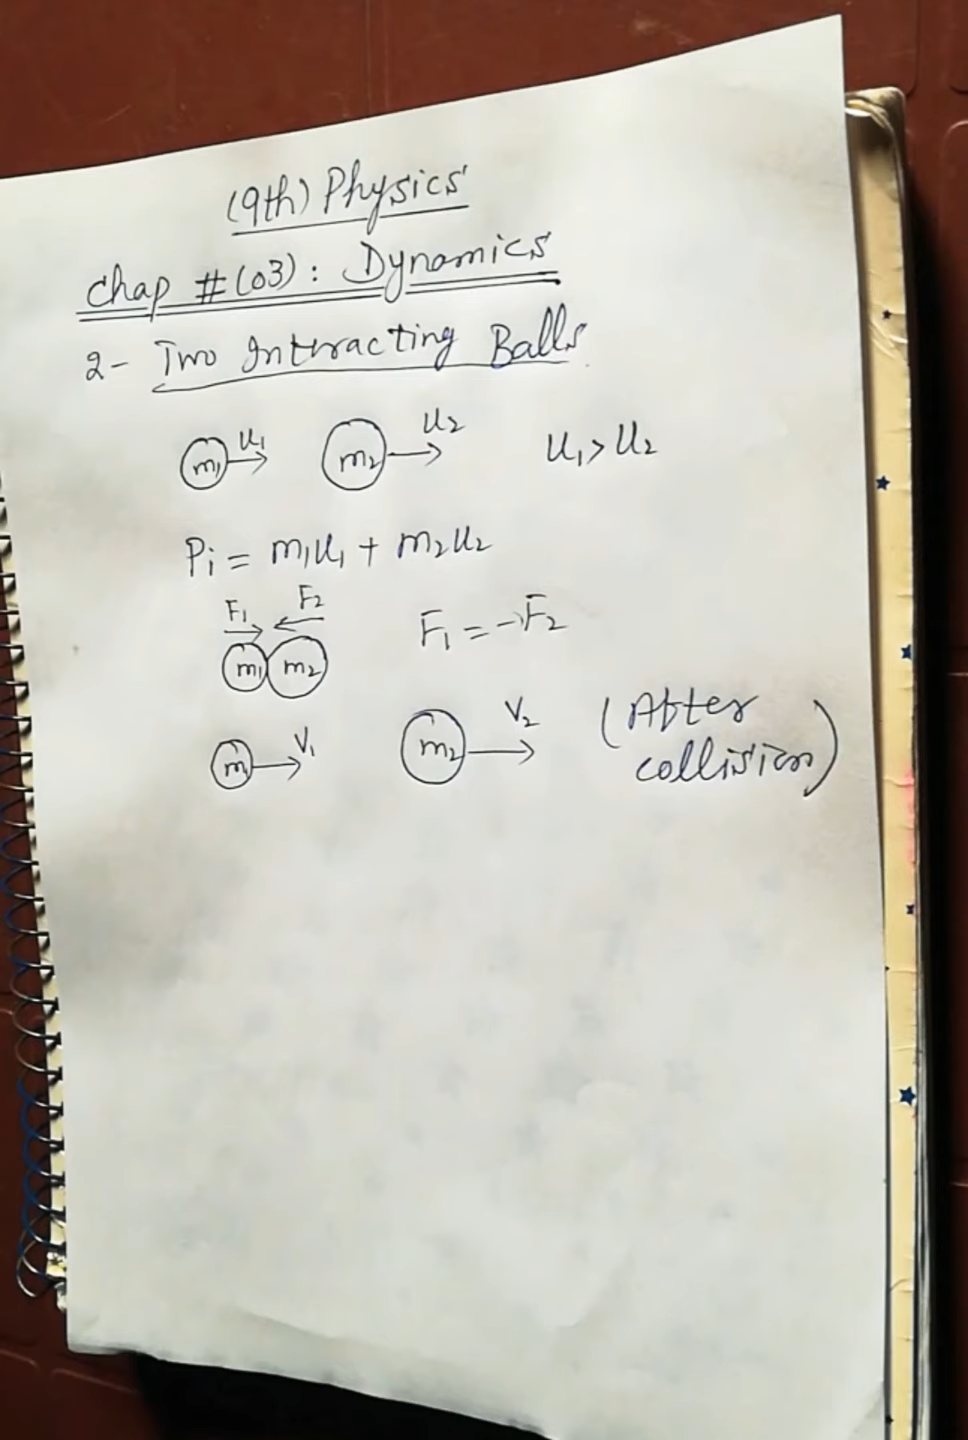 (9th) Physics
Chap #(03): Dynamics
2- Two Interacting Balls.
m₁ U₁ m₂ U₂ U₁>U₂
Pi = m₁U₁ + m₂U₂
F₁ F₂
m₁ m₂ F₁ = -F₂
m₁ V₁ m₂ V₂ (After
collision)